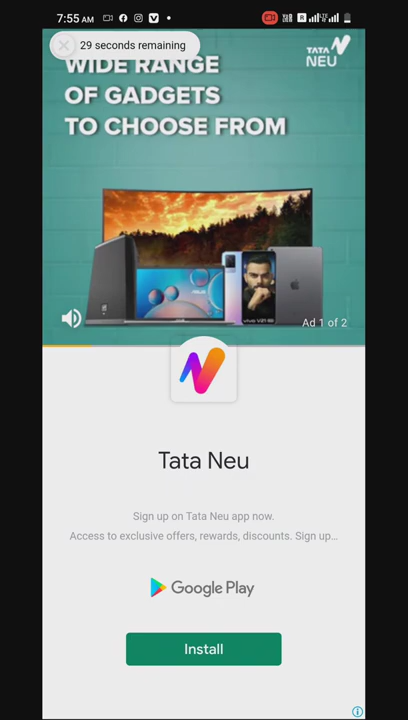 7:55 AM
29 seconds remaining
WIDE RANGE
OF GADGETS
TO CHOOSE FROM
TATA
NEU
Ad 1 of 2
Tata Neu
Sign up on Tata Neu app now.
Access to exclusive offers, rewards, discounts. Sign up...
Google Play
Install